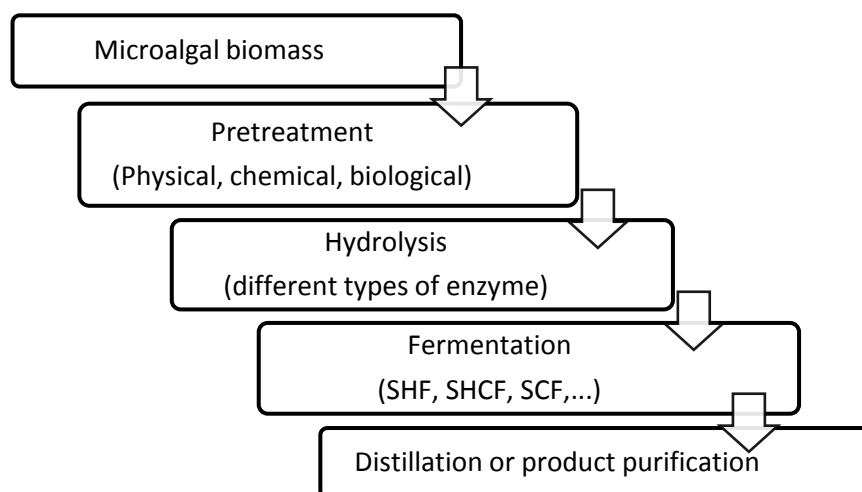 Microalgal biomass
Pretreatment
(Physical, chemical, biological)
Hydrolysis
(different types of enzyme)
Fermentation
(SHF, SHCF, SCF,...)
Distillation or product purification